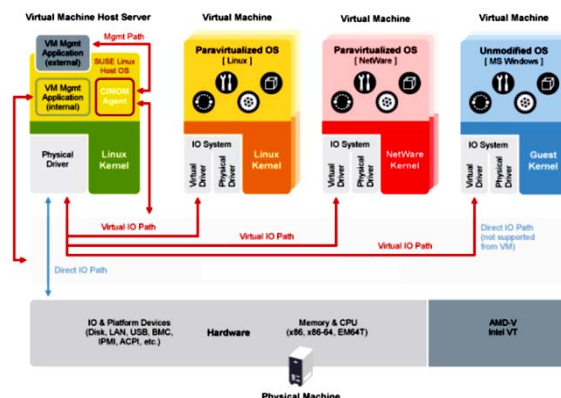 Virtual Machine Host Server
Virtual Machine
Virtual Machine
Virtual Machine
VM Mgmt
Application
(external)
Mgmt Path
SUSE Linux
Host OS
VM Mgmt
Application
(internal)
CIMOM
Agent
Physical
Driver
Linux
Kernel
Paravirtualized OS
[ Linux ]
IO System
Virtual
Driver
Physical
Driver
Linux
Kernel
Paravirtualized OS
[ NetWare ]
IO System
Virtual
Driver
Physical
Driver
NetWare
Kernel
Unmodified OS
[ MS Windows ]
IO System
Virtual
Driver
Physical
Driver
Guest
Kernel
Virtual IO Path
Virtual IO Path
Virtual IO Path
Direct IO Path
(not supported
from VM)
Direct IO Path
IO & Platform Devices
(Disk, LAN, USB, BMC,
IPMI, ACPI, etc.)
Hardware
Memory & CPU
(x86, x86-64, EM64T)
AMD-V
Intel VT
Physical Machine